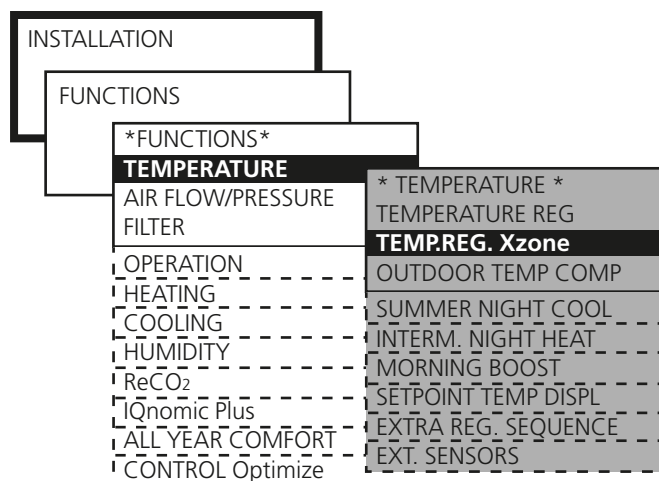 INSTALLATION
FUNCTIONS
*FUNCTIONS*
TEMPERATURE
AIR FLOW/PRESSURE
FILTER
OPERATION
HEATING
COOLING
HUMIDITY
ReCO2
IQnomic Plus
ALL YEAR COMFORT
CONTROL Optimize
* TEMPERATURE *
TEMPERATURE REG
TEMP.REG. Xzone
OUTDOOR TEMP COMP
SUMMER NIGHT COOL
INTERM. NIGHT HEAT
MORNING BOOST
SETPOINT TEMP DISPL
EXTRA REG. SEQUENCE
EXT. SENSORS